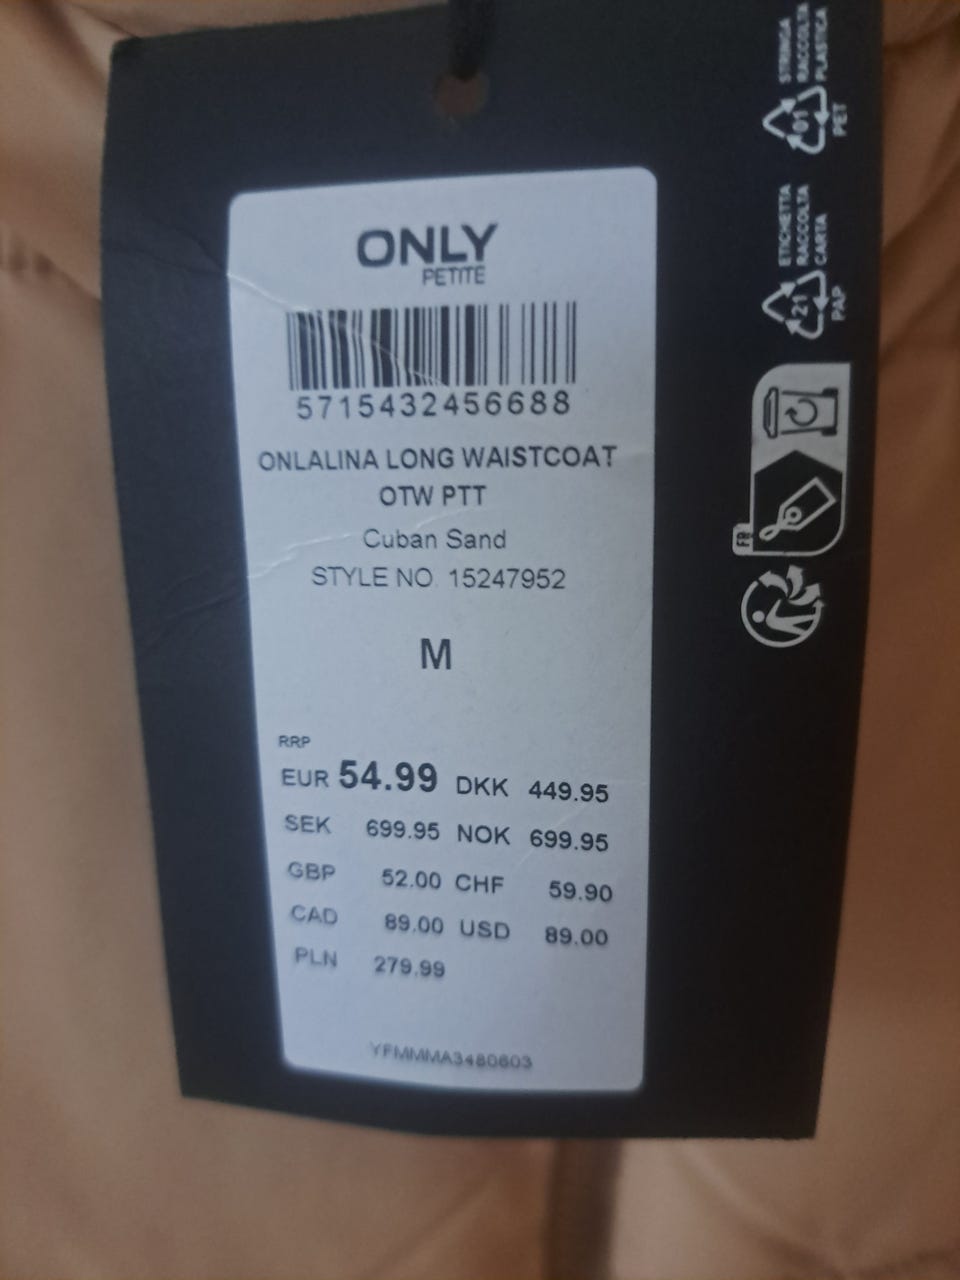 ONLY
PETITE
5715432456688
ONLALINA LONG WAISTCOAT
OTW PTT
Cuban Sand
STYLE NO. 15247952
M
RRP
EUR 54.99 DKK 449.95
SEK 699.95 NOK 699.95
GBP 52.00 CHF 59.90
CAD 89.00 USD 89.00
PLN 279.99
YFMMMA3480603
STRINGA
RACCOLTA
PLASTICA
01
PET
ETICHETTA
RACCOLTA
CARTA
21
PAP
FR